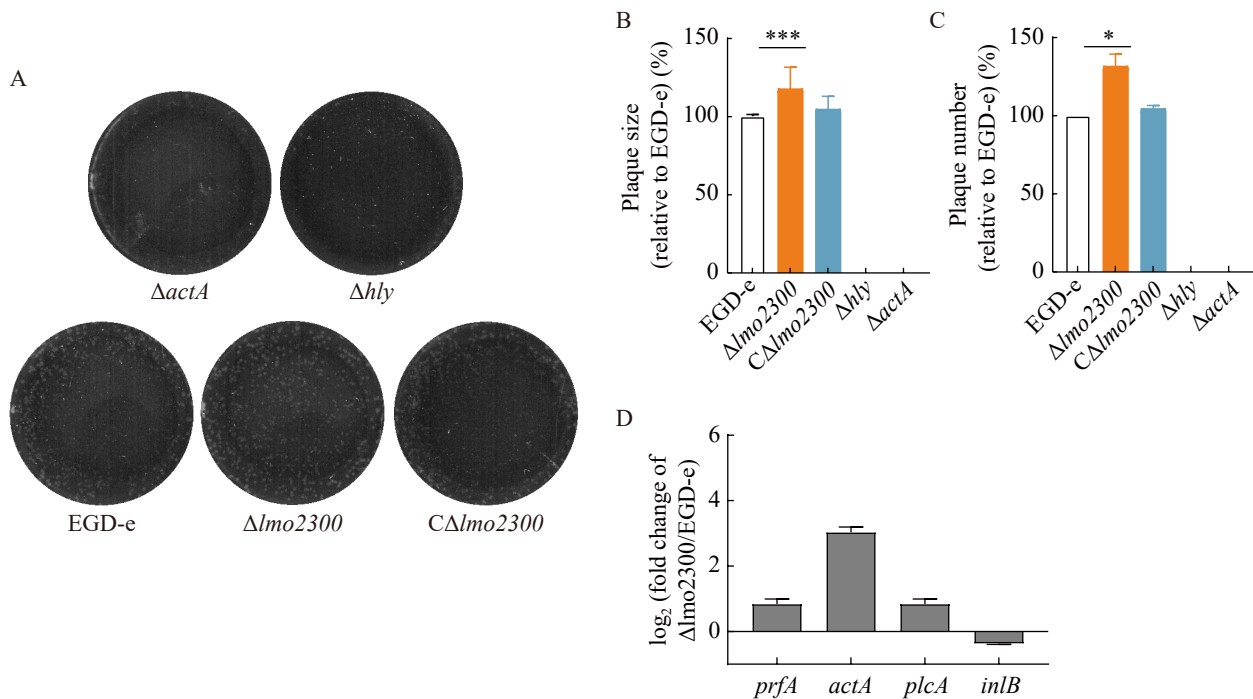 A
ΔactA
Δhly
EGD-e
Δlmo2300
CΔlmo2300
B
Plaque size
(relative to EGD-e) (%)
150
100
50
0
***
EGD-e
Δlmo2300
CΔlmo2300
Δhly
ΔactA
C
Plaque number
(relative to EGD-e) (%)
150
100
50
0
*
EGD-e
Δlmo2300
CΔlmo2300
Δhly
ΔactA
D
log₂ (fold change of
Δlmo2300/EGD-e)
6
4
2
0
prfA
actA
plcA
inlB